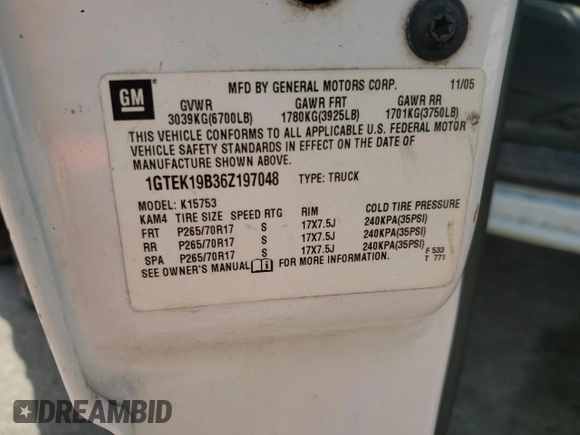 GM
MFD BY GENERAL MOTORS CORP. 11/05
GVWR GAWR FRT GAWR RR
3039KG(6700LB) 1780KG(3925LB) 1701KG(3750LB)
THIS VEHICLE CONFORMS TO ALL APPLICABLE U.S. FEDERAL MOTOR
VEHICLE SAFETY STANDARDS IN EFFECT ON THE DATE OF
MANUFACTURE SHOWN ABOVE.
1GTEK19B36Z197048 TYPE: TRUCK
MODEL: K15753
KAM4 TIRE SIZE SPEED RTG RIM COLD TIRE PRESSURE
FRT P265/70R17 S 17X7.5J 240KPA(35PSI)
RR P265/70R17 S 17X7.5J 240KPA(35PSI)
SPA P265/70R17 S 17X7.5J 240KPA(35PSI)
SEE OWNER'S MANUAL FOR MORE INFORMATION.
F 533
T 771
DREAMBID